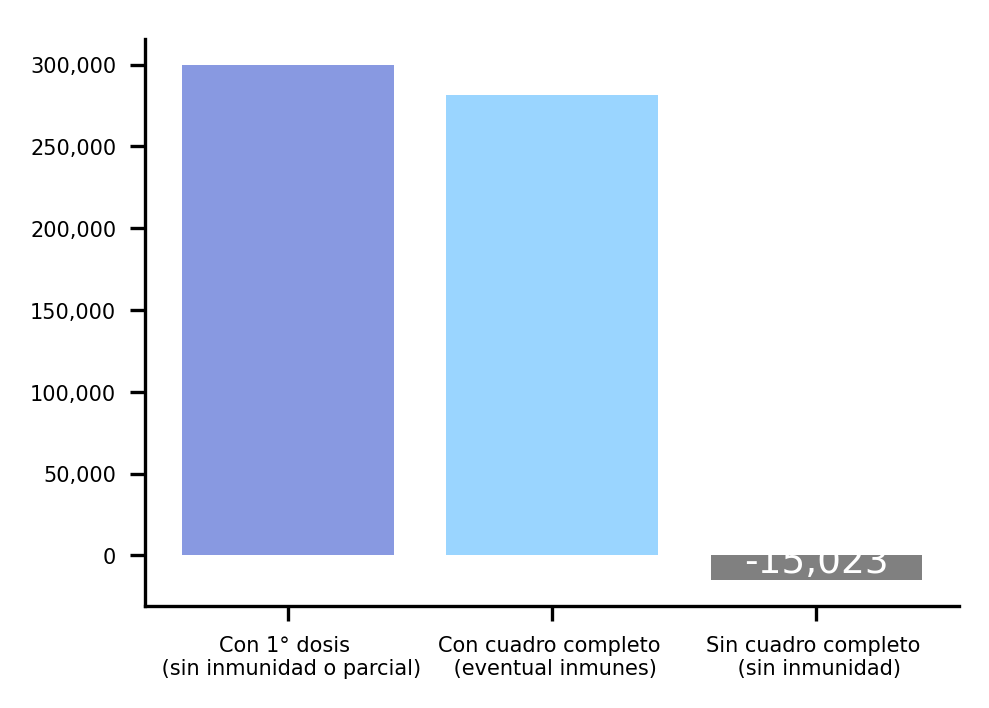 300,000
250,000
200,000
150,000
100,000
50,000
0
-15,023
Con 1° dosis
(sin inmunidad o parcial)
Con cuadro completo
(eventual inmunes)
Sin cuadro completo
(sin inmunidad)